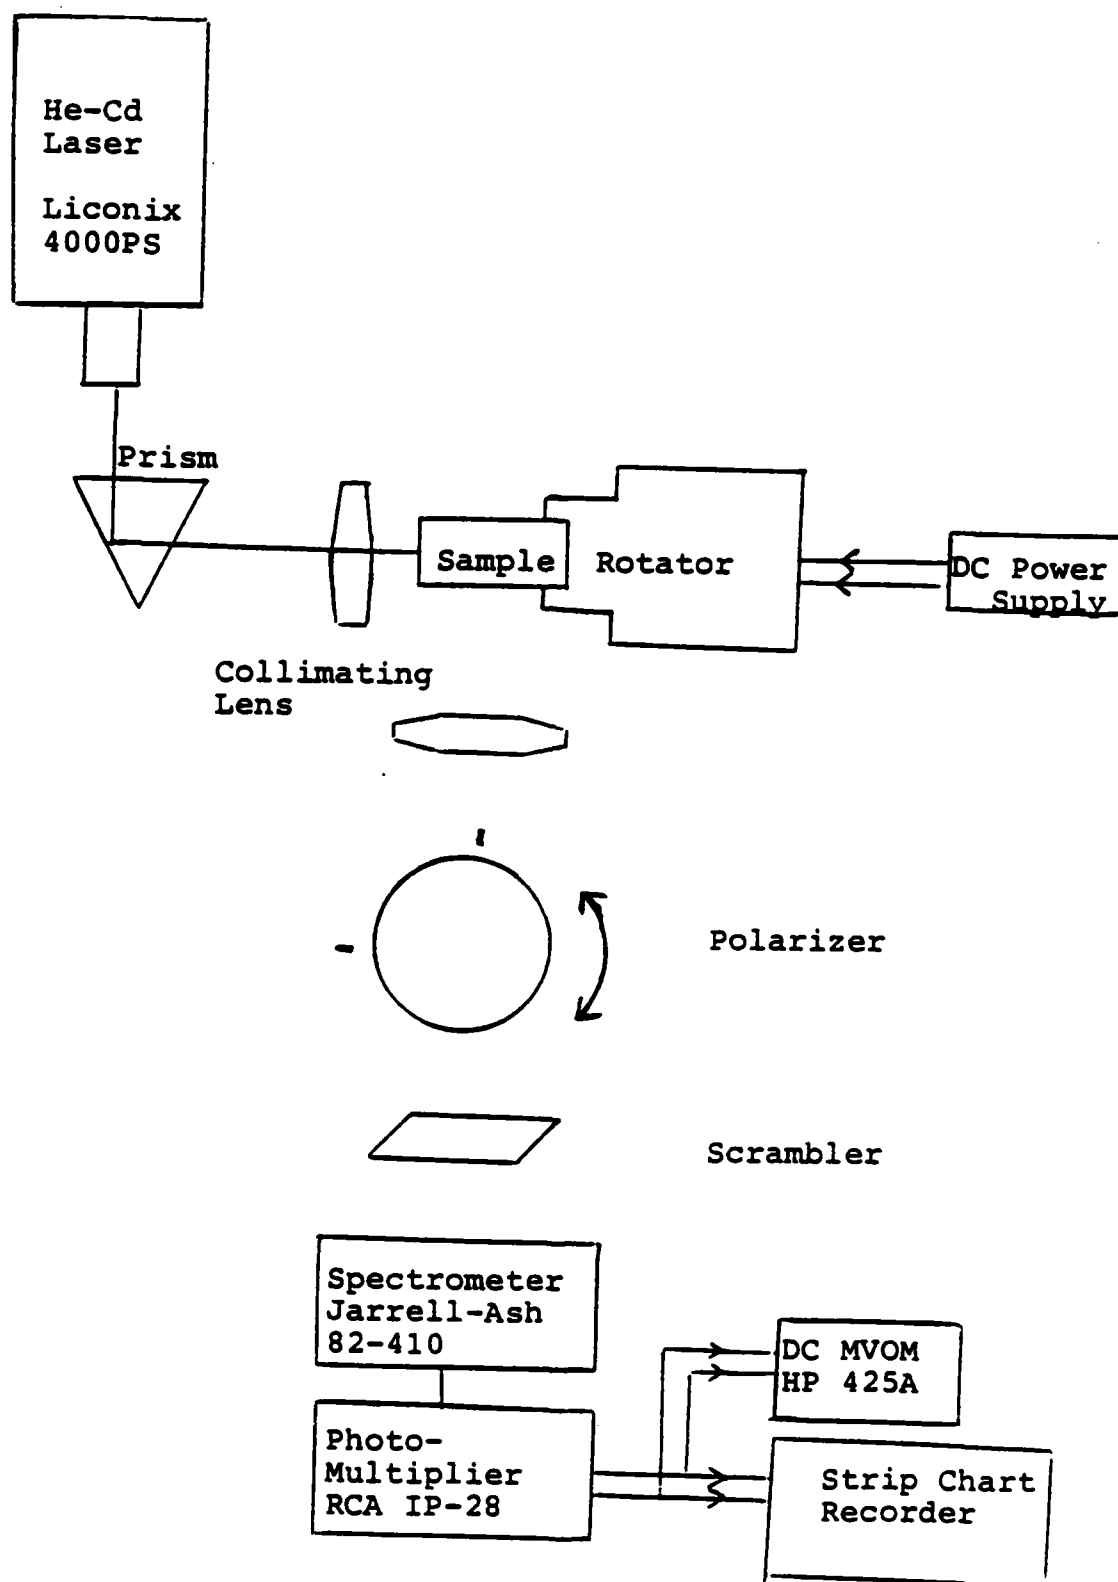 He-Cd
Laser
Liconix
4000PS
Prism
Sample
Rotator
DC Power
Supply
Collimating
Lens
Polarizer
Scrambler
Spectrometer
Jarrell-Ash
82-410
DC MVOM
HP 425A
Photo-
Multiplier
RCA IP-28
Strip Chart
Recorder